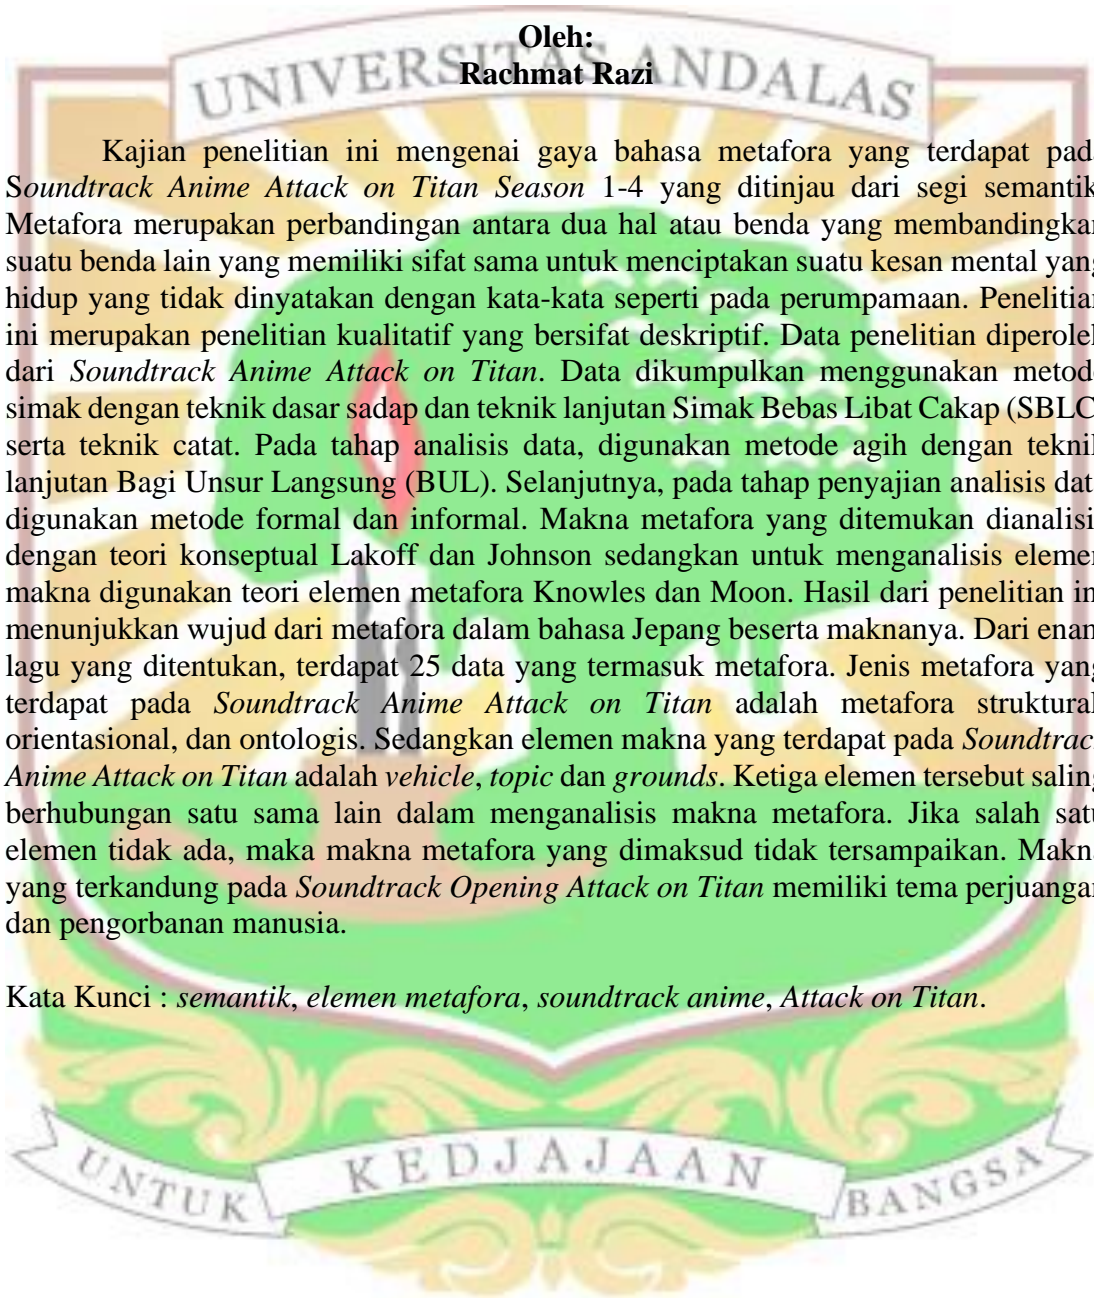 UNIVERSITAS ANDALAS
Oleh:
Rachmat Razi
Kajian penelitian ini mengenai gaya bahasa metafora yang terdapat pada
Soundtrack Anime Attack on Titan Season 1-4 yang ditinjau dari segi semantik
Metafora merupakan perbandingan antara dua hal atau benda yang membandingkan
suatu benda lain yang memiliki sifat sama untuk menciptakan suatu kesan mental yang
hidup yang tidak dinyatakan dengan kata-kata seperti pada perumpamaan. Penelitian
ini merupakan penelitian kualitatif yang bersifat deskriptif. Data penelitian diperoleh
dari Soundtrack Anime Attack on Titan. Data dikumpulkan menggunakan metode
simak dengan teknik dasar sadap dan teknik lanjutan Simak Bebas Libat Cakap (SBLC)
serta teknik catat. Pada tahap analisis data, digunakan metode agih dengan teknik
lanjutan Bagi Unsur Langsung (BUL). Selanjutnya, pada tahap penyajian analisis data
digunakan metode formal dan informal. Makna metafora yang ditemukan dianalisis
dengan teori konseptual Lakoff dan Johnson sedangkan untuk menganalisis elemen
makna digunakan teori elemen metafora Knowles dan Moon. Hasil dari penelitian ini
menunjukkan wujud dari metafora dalam bahasa Jepang beserta maknanya. Dari enam
lagu yang ditentukan, terdapat 25 data yang termasuk metafora. Jenis metafora yang
terdapat pada Soundtrack Anime Attack on Titan adalah metafora struktural
orientasional, dan ontologis. Sedangkan elemen makna yang terdapat pada Soundtrack
Anime Attack on Titan adalah vehicle, topic dan grounds. Ketiga elemen tersebut saling
berhubungan satu sama lain dalam menganalisis makna metafora. Jika salah satu
elemen tidak ada, maka makna metafora yang dimaksud tidak tersampaikan. Makna
yang terkandung pada Soundtrack Opening Attack on Titan memiliki tema perjuangan
dan pengorbanan manusia.
Kata Kunci : semantik, elemen metafora, soundtrack anime, Attack on Titan.
UNTUK KEDJAJAAN BANGSA